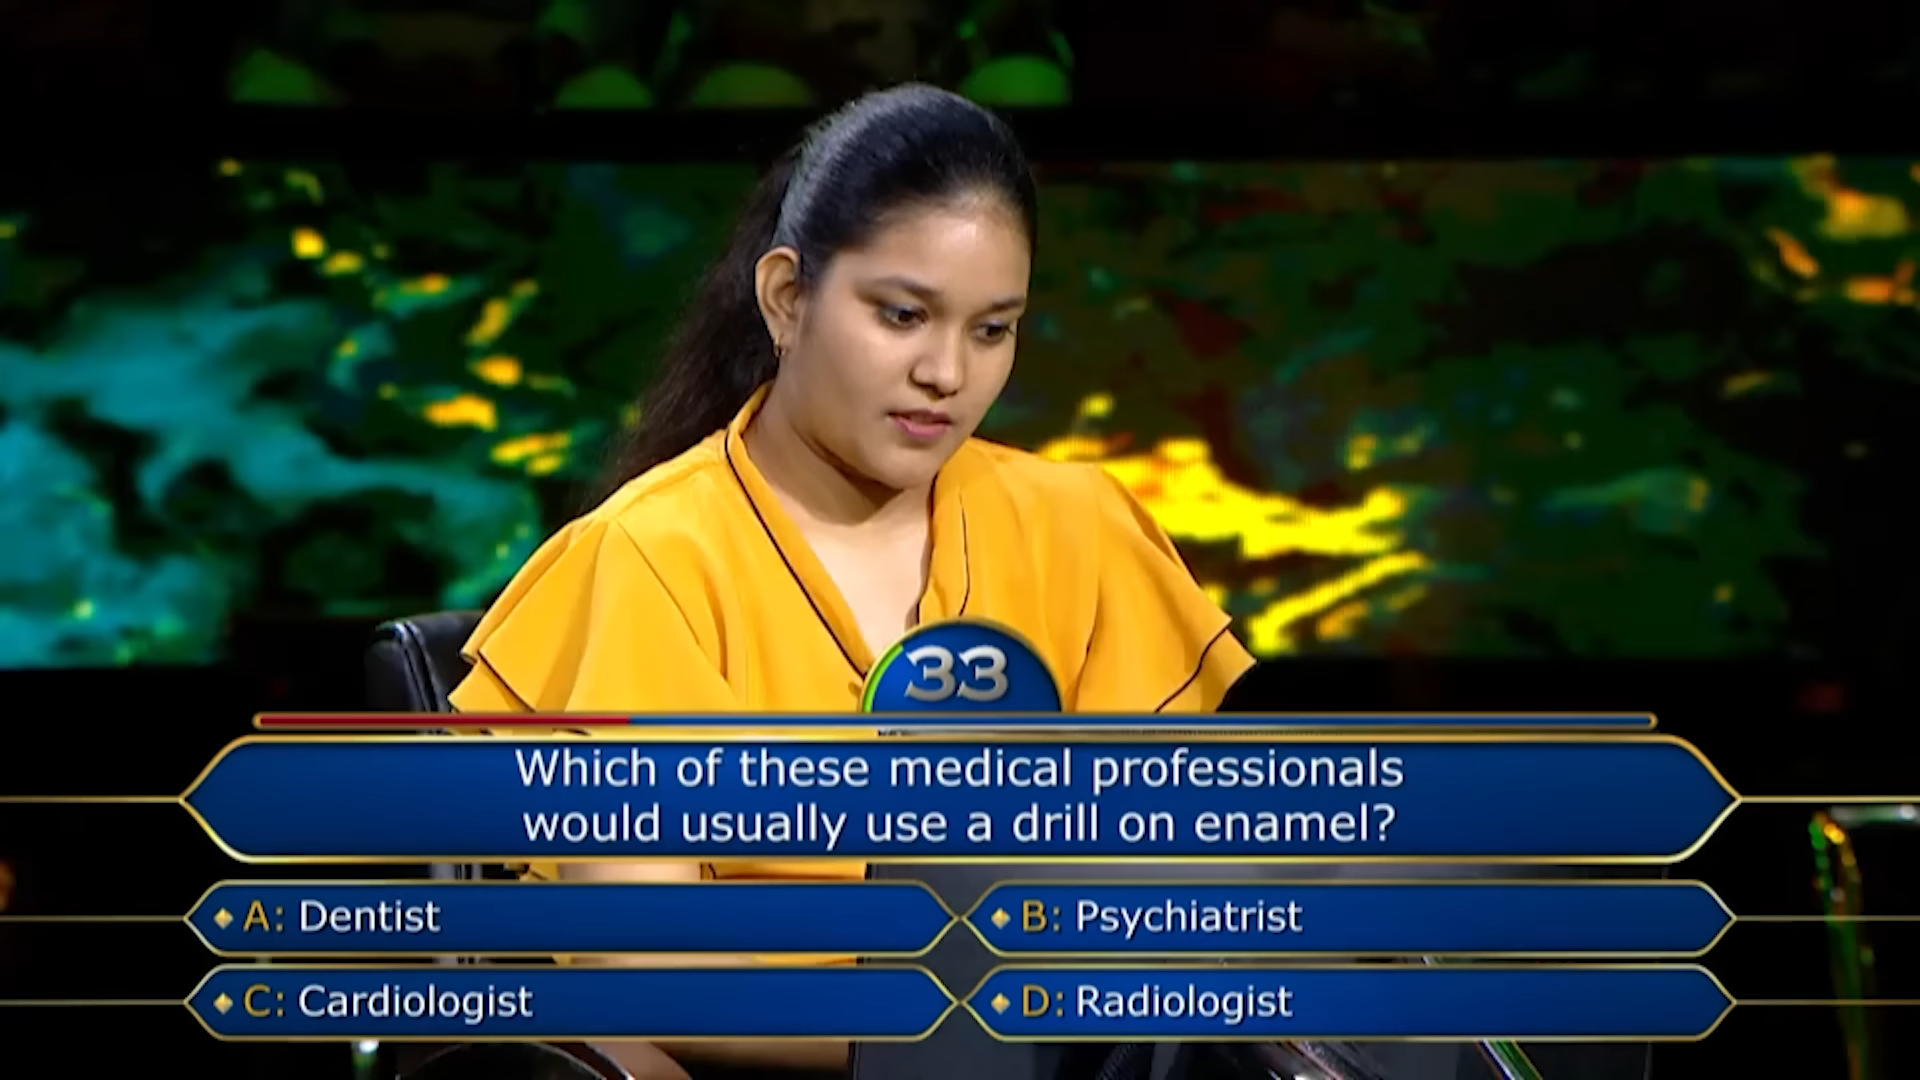 33
Which of these medical professionals
would usually use a drill on enamel?
A: Dentist
B: Psychiatrist
C: Cardiologist
D: Radiologist